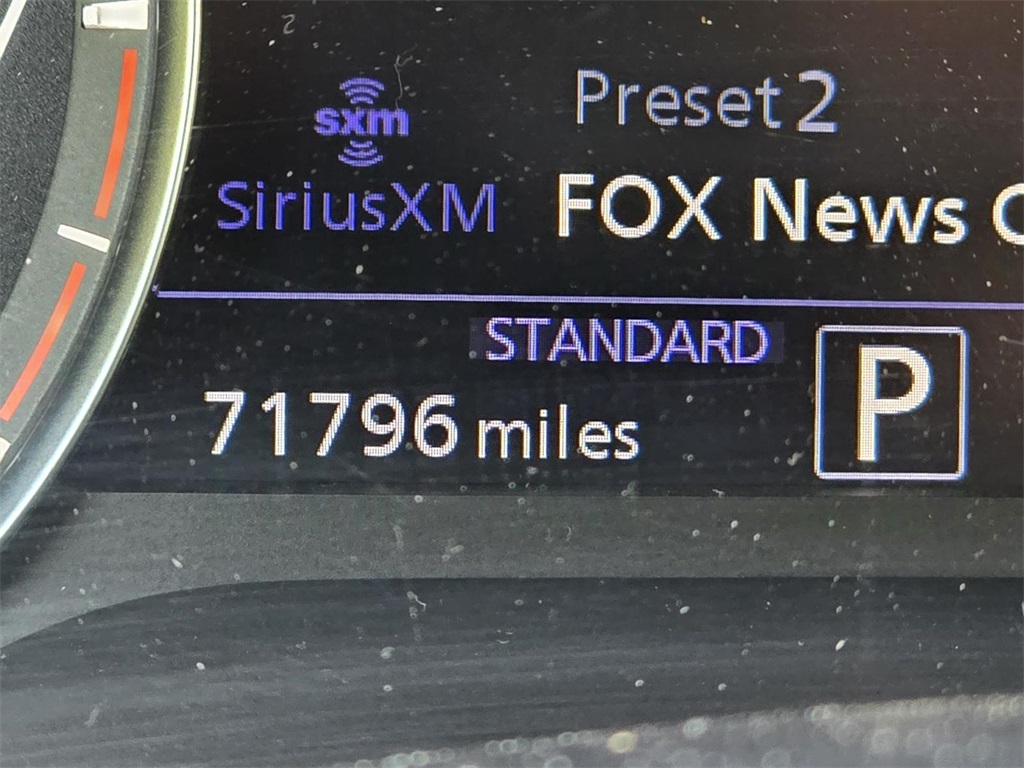 sxm
SiriusXM
Preset 2
FOX News
STANDARD
71796 miles
P